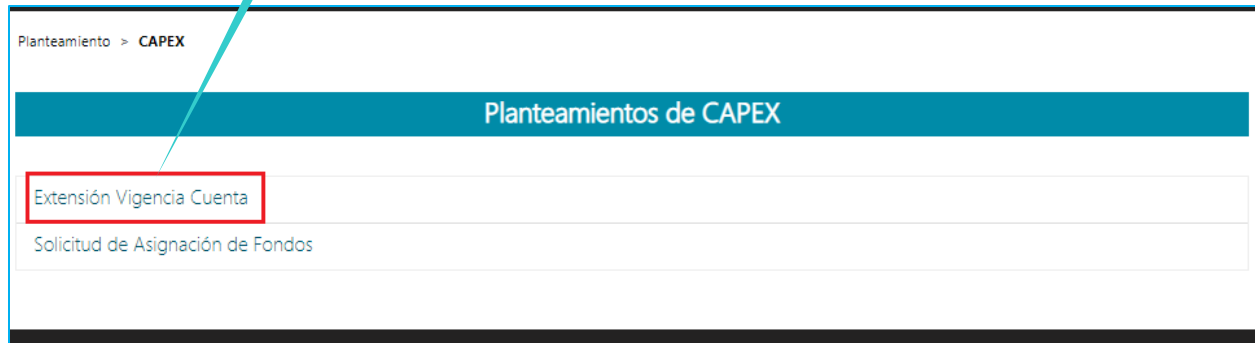 Planteamiento > CAPEX
Planteamientos de CAPEX
Extensión Vigencia Cuenta
Solicitud de Asignación de Fondos